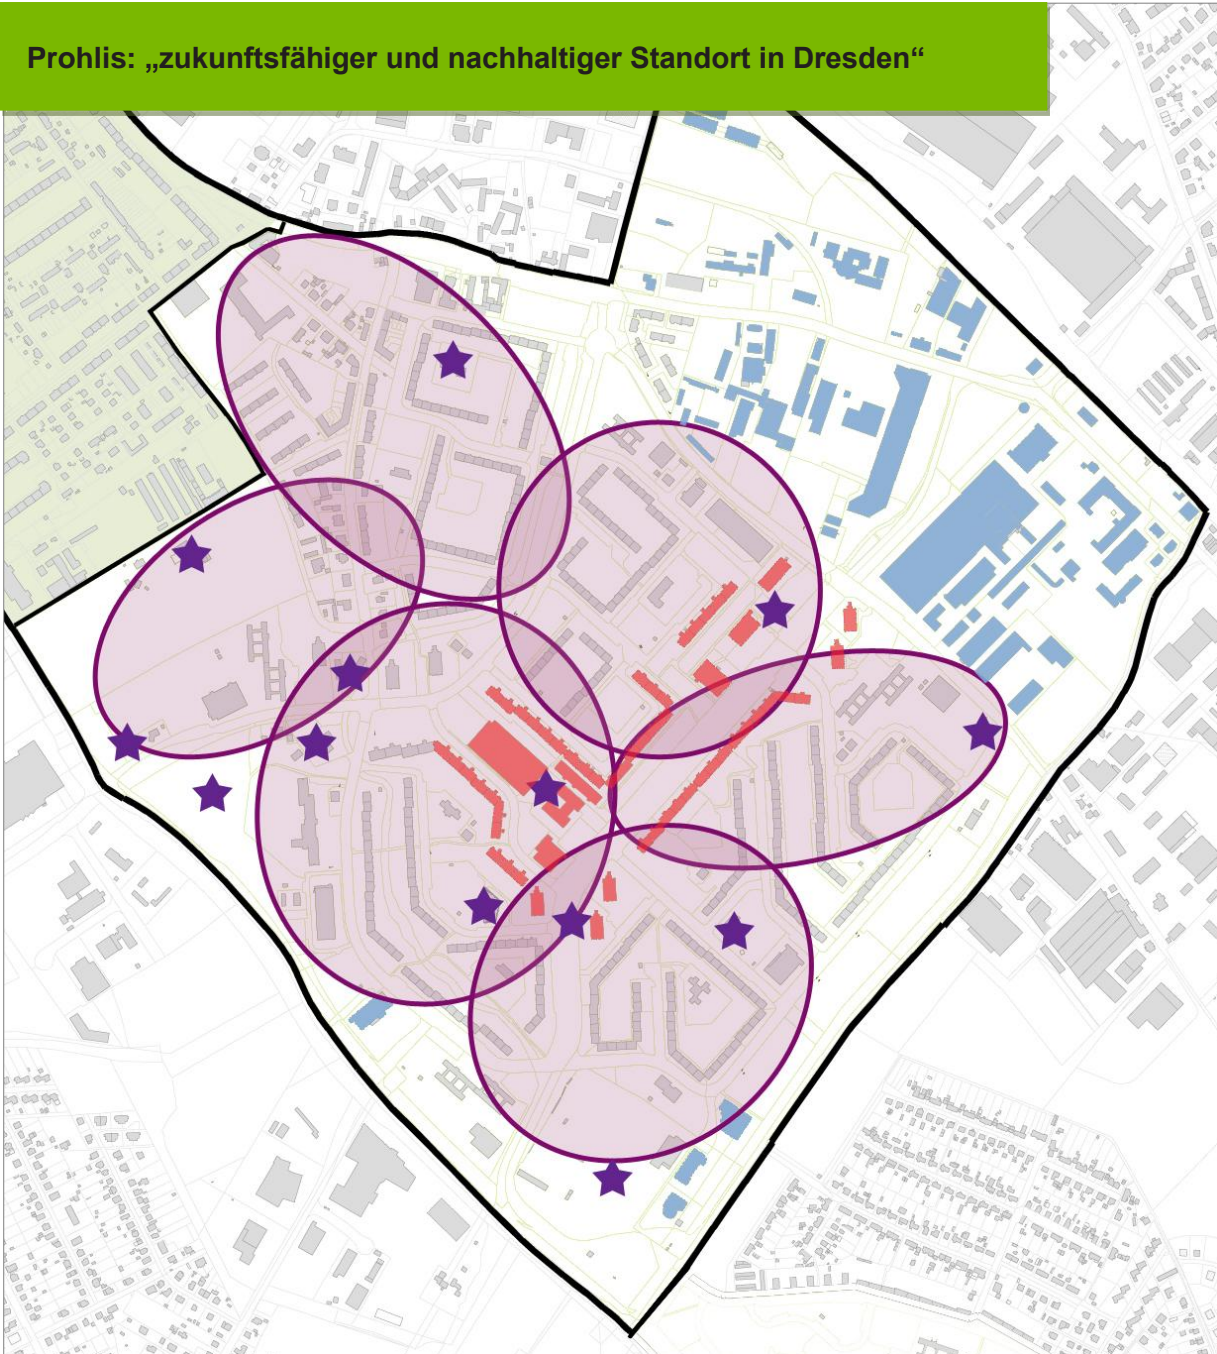 Prohlis: „zukunftsfähiger und nachhaltiger Standort in Dresden“